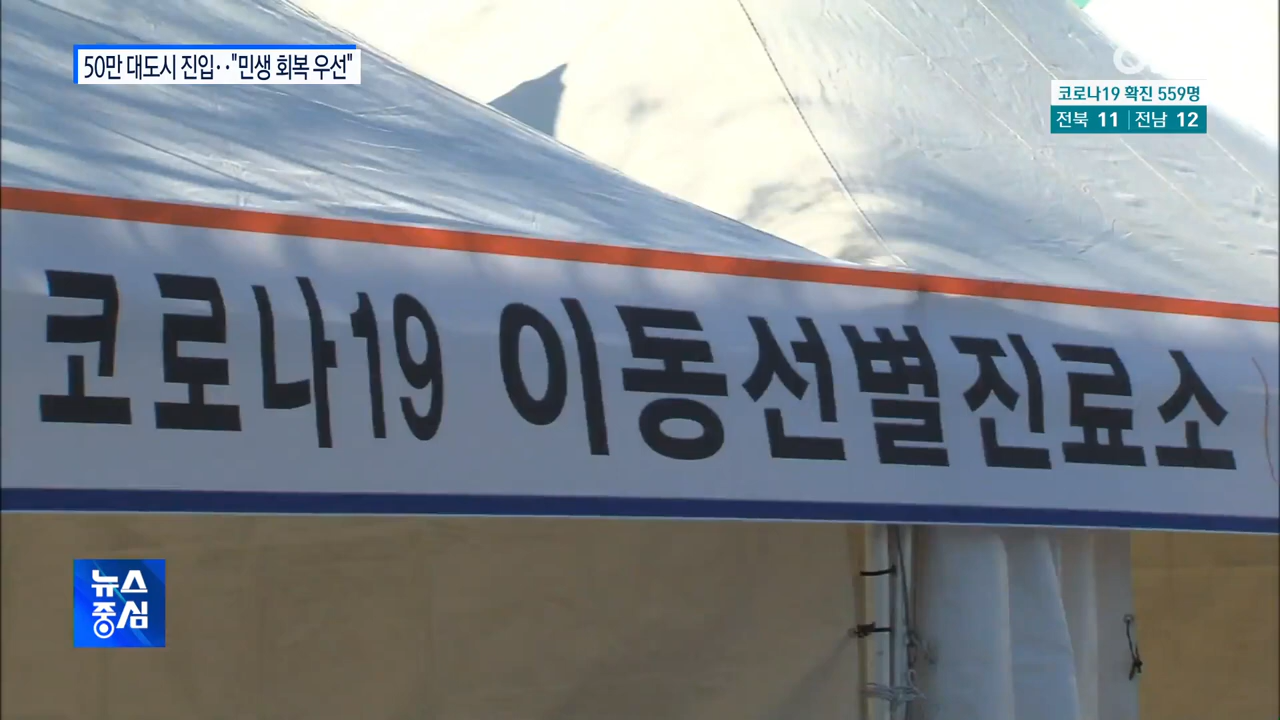 50만 대도시 진입.."민생 회복 우선"
코로나19 확진 559명
전북 11 전남 12
코로나19 이동선별진료소
뉴스
중심